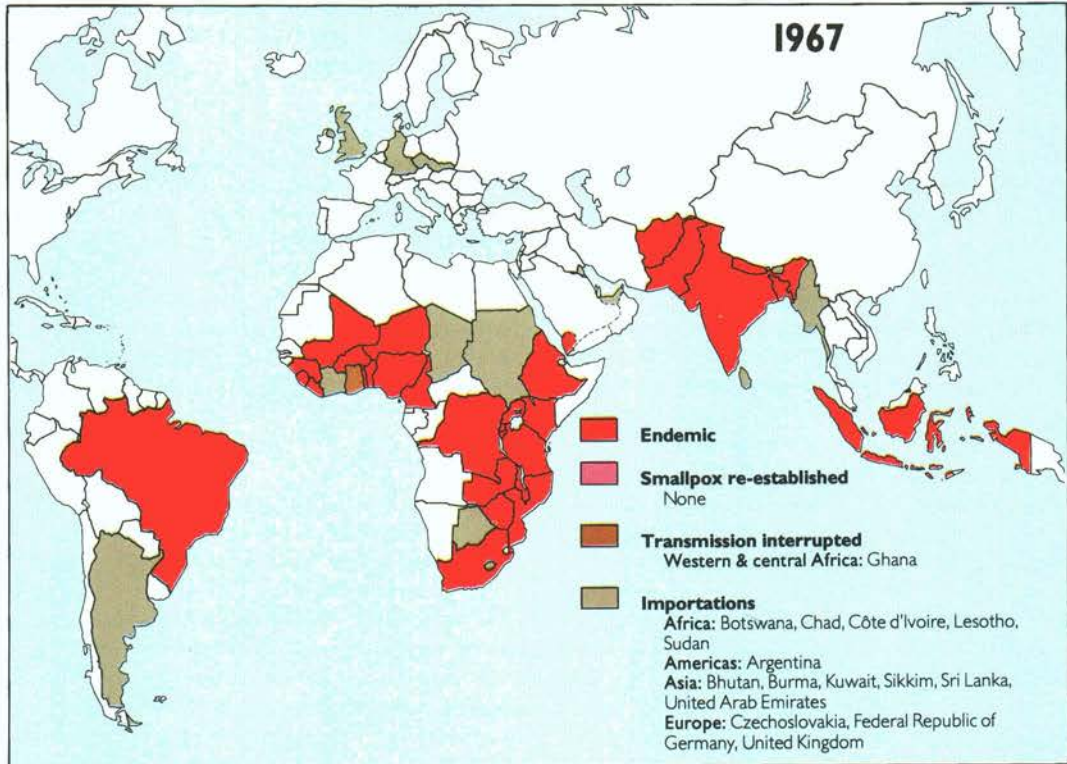 1967
Endemic
Smallpox re-established
None
Transmission interrupted
Western & central Africa: Ghana
Importations
Africa: Botswana, Chad, Côte d'Ivoire, Lesotho,
Sudan
Americas: Argentina
Asia: Bhutan, Burma, Kuwait, Sikkim, Sri Lanka,
United Arab Emirates
Europe: Czechoslovakia, Federal Republic of
Germany, United Kingdom